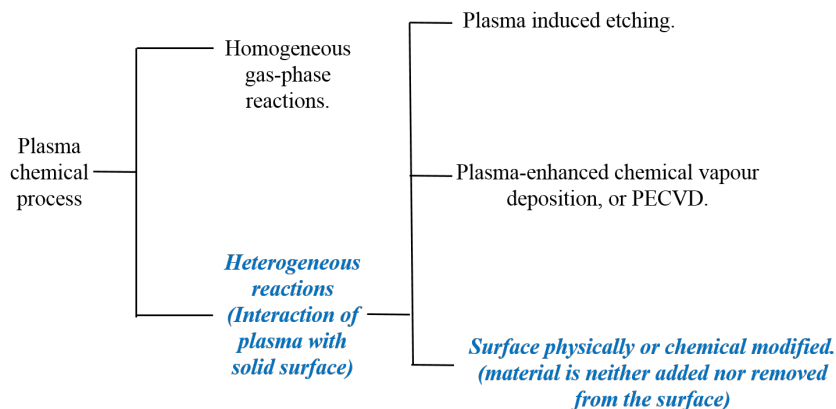 Plasma
chemical
process
Homogeneous
gas-phase
reactions.
Heterogeneous
reactions
(Interaction of
plasma with
solid surface)
Plasma induced etching.
Plasma-enhanced chemical vapour
deposition, or PECVD.
Surface physically or chemical modified.
(material is neither added nor removed
from the surface)